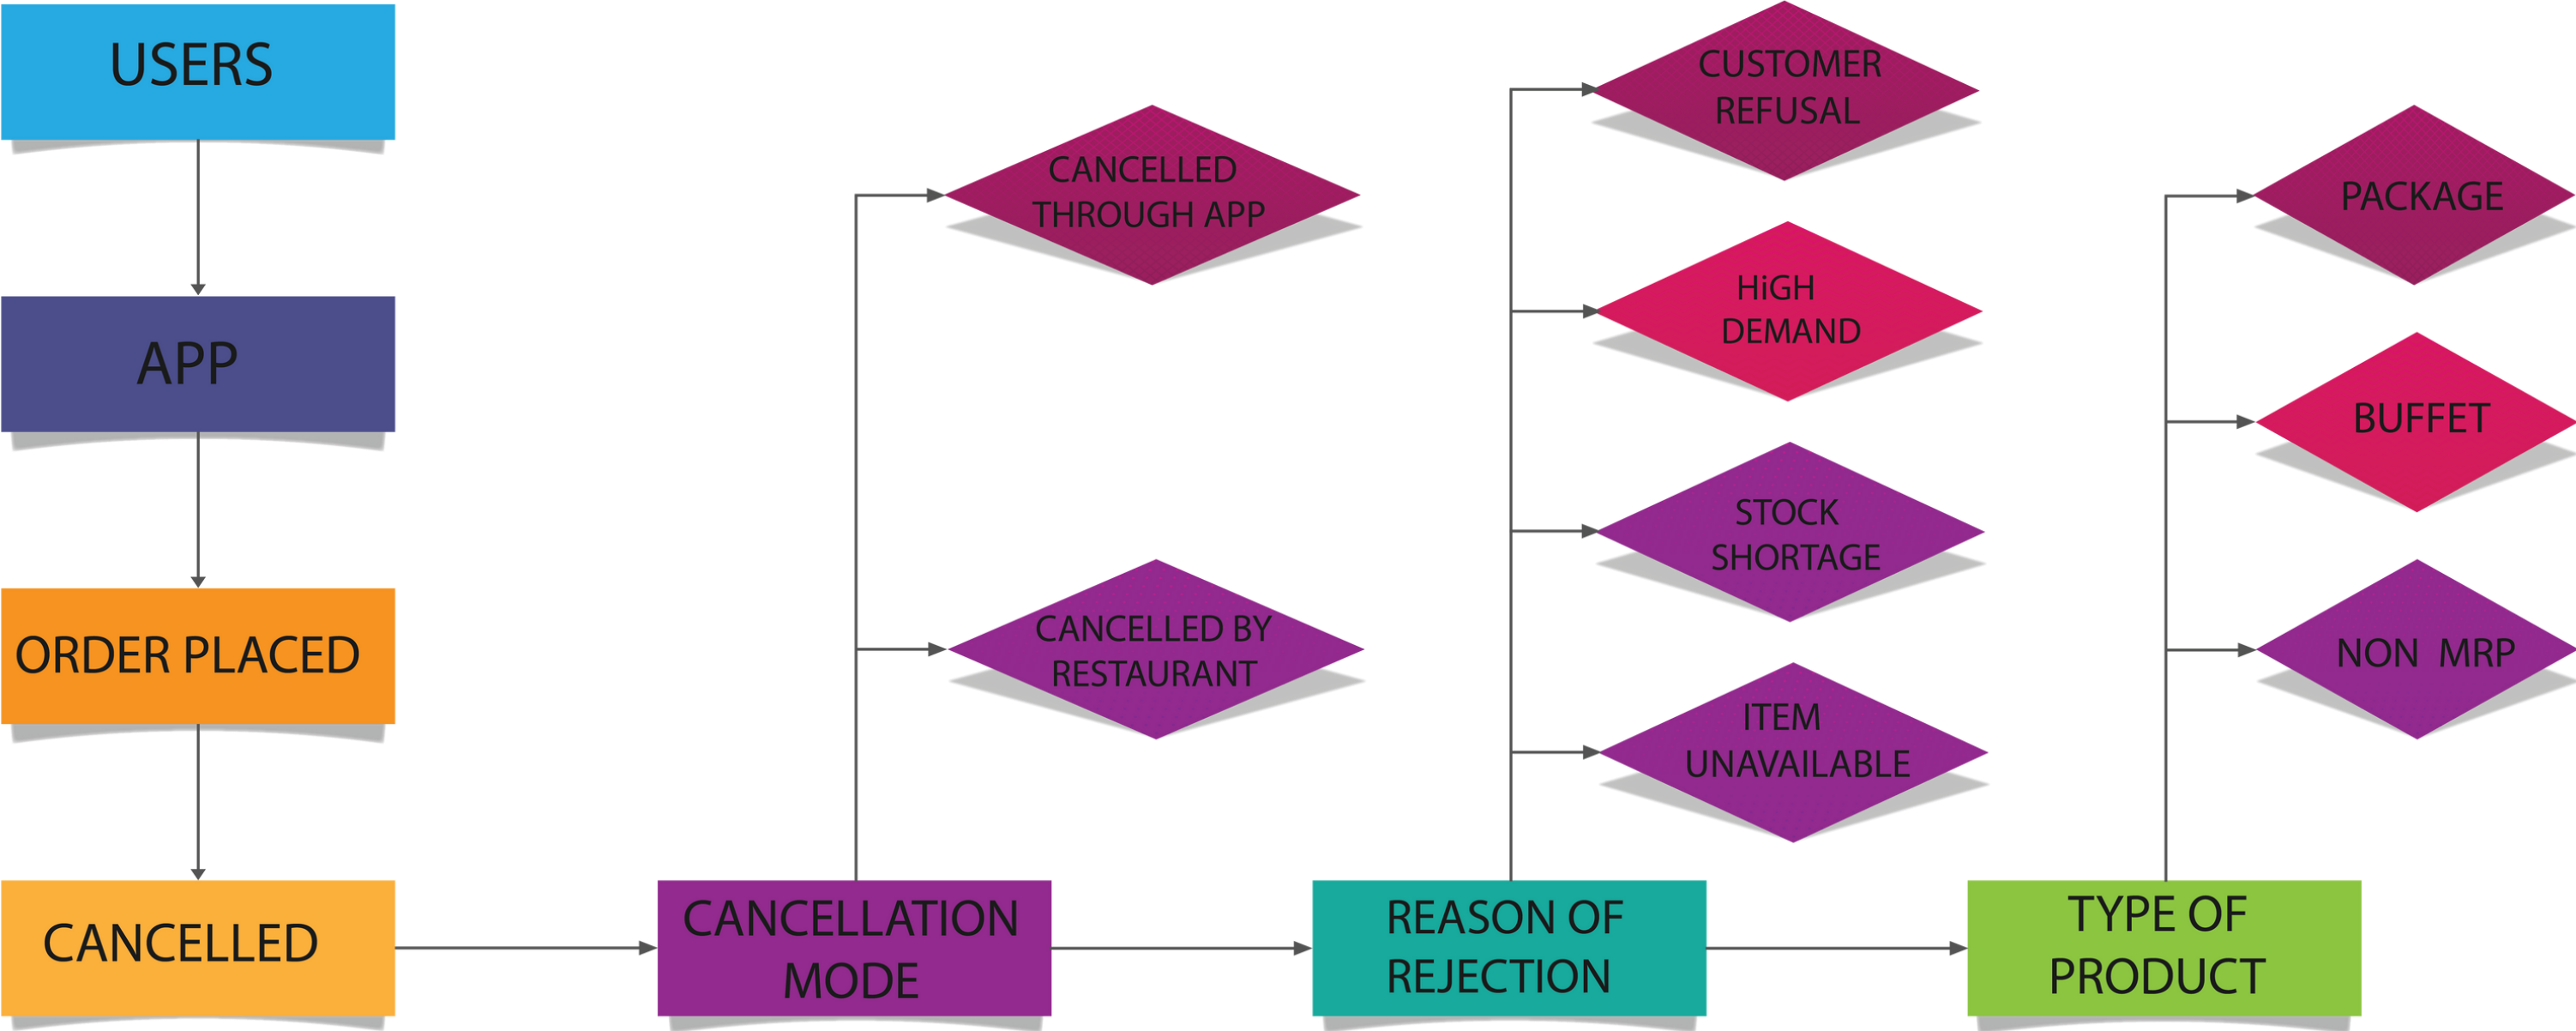 USERS
APP
ORDER PLACED
CANCELLED
CANCELLATION
MODE
CANCELLED
THROUGH APP
CANCELLED BY
RESTAURANT
REASON OF
REJECTION
CUSTOMER
REFUSAL
HiGH
DEMAND
STOCK
SHORTAGE
ITEM
UNAVAILABLE
TYPE OF
PRODUCT
PACKAGE
BUFFET
NON MRP